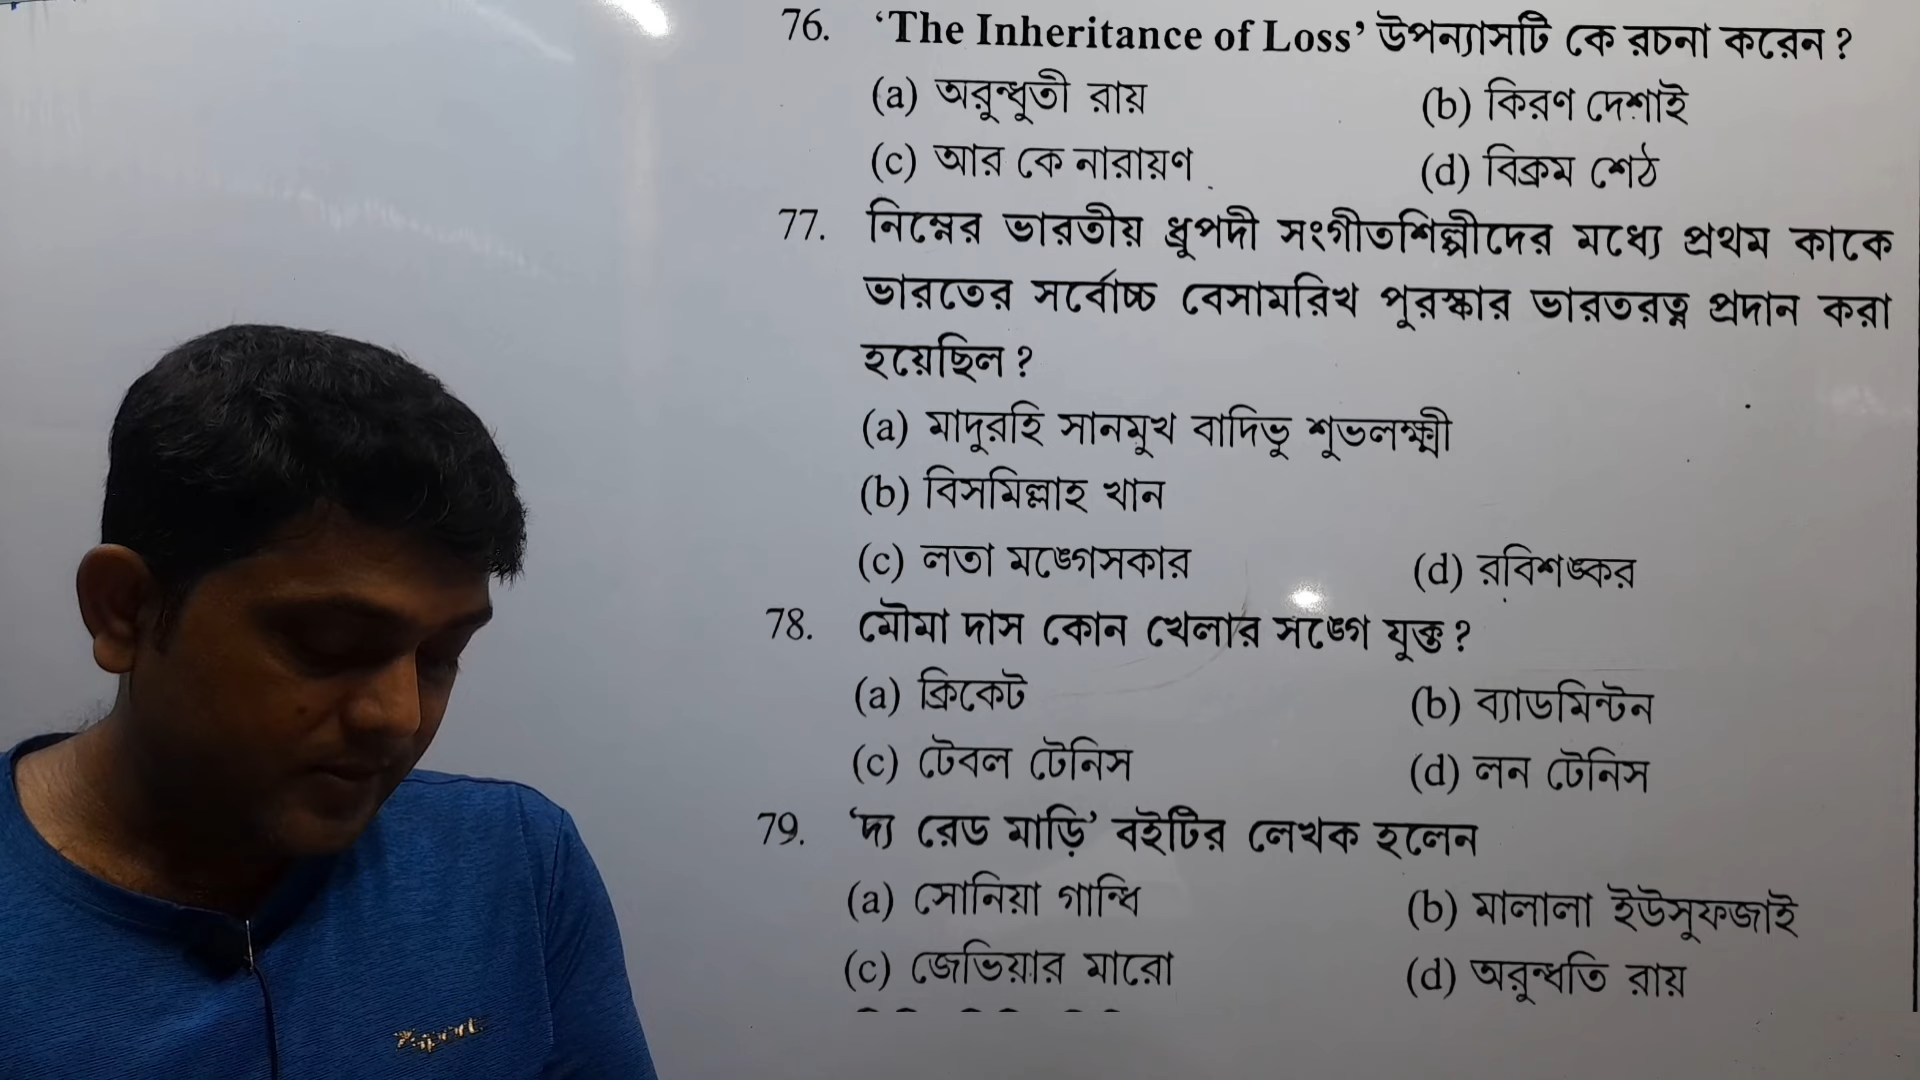 76. ‘The Inheritance of Loss’ উপন্যাসটি কে রচনা করেন ?
(a) অরুন্ধুতী রায় (b) কিরণ দেশাই
(c) আর কে নারায়ণ (d) বিক্রম শেঠ
77. নিম্নের ভারতীয় ধ্রুপদী সংগীতশিল্পীদের মধ্যে প্রথম কাকে
ভারতের সর্বোচ্চ বেসামরিখ পুরস্কার ভারতরত্ন প্রদান করা
হয়েছিল ?
(a) মাদুরহি সানমুখ বাদিভু শুভলক্ষ্মী
(b) বিসমিল্লাহ খান
(c) লতা মঙ্গেসকার (d) রবিশঙ্কর
78. মৌমা দাস কোন খেলার সঙ্গে যুক্ত ?
(a) ক্রিকেট (b) ব্যাডমিন্টন
(c) টেবল টেনিস (d) লন টেনিস
79. ‘দ্য রেড মাড়ি’ বইটির লেখক হলেন
(a) সোনিয়া গান্ধি (b) মালালা ইউসুফজাই
(c) জেভিয়ার মারো (d) অরুন্ধতি রায়
Xsport